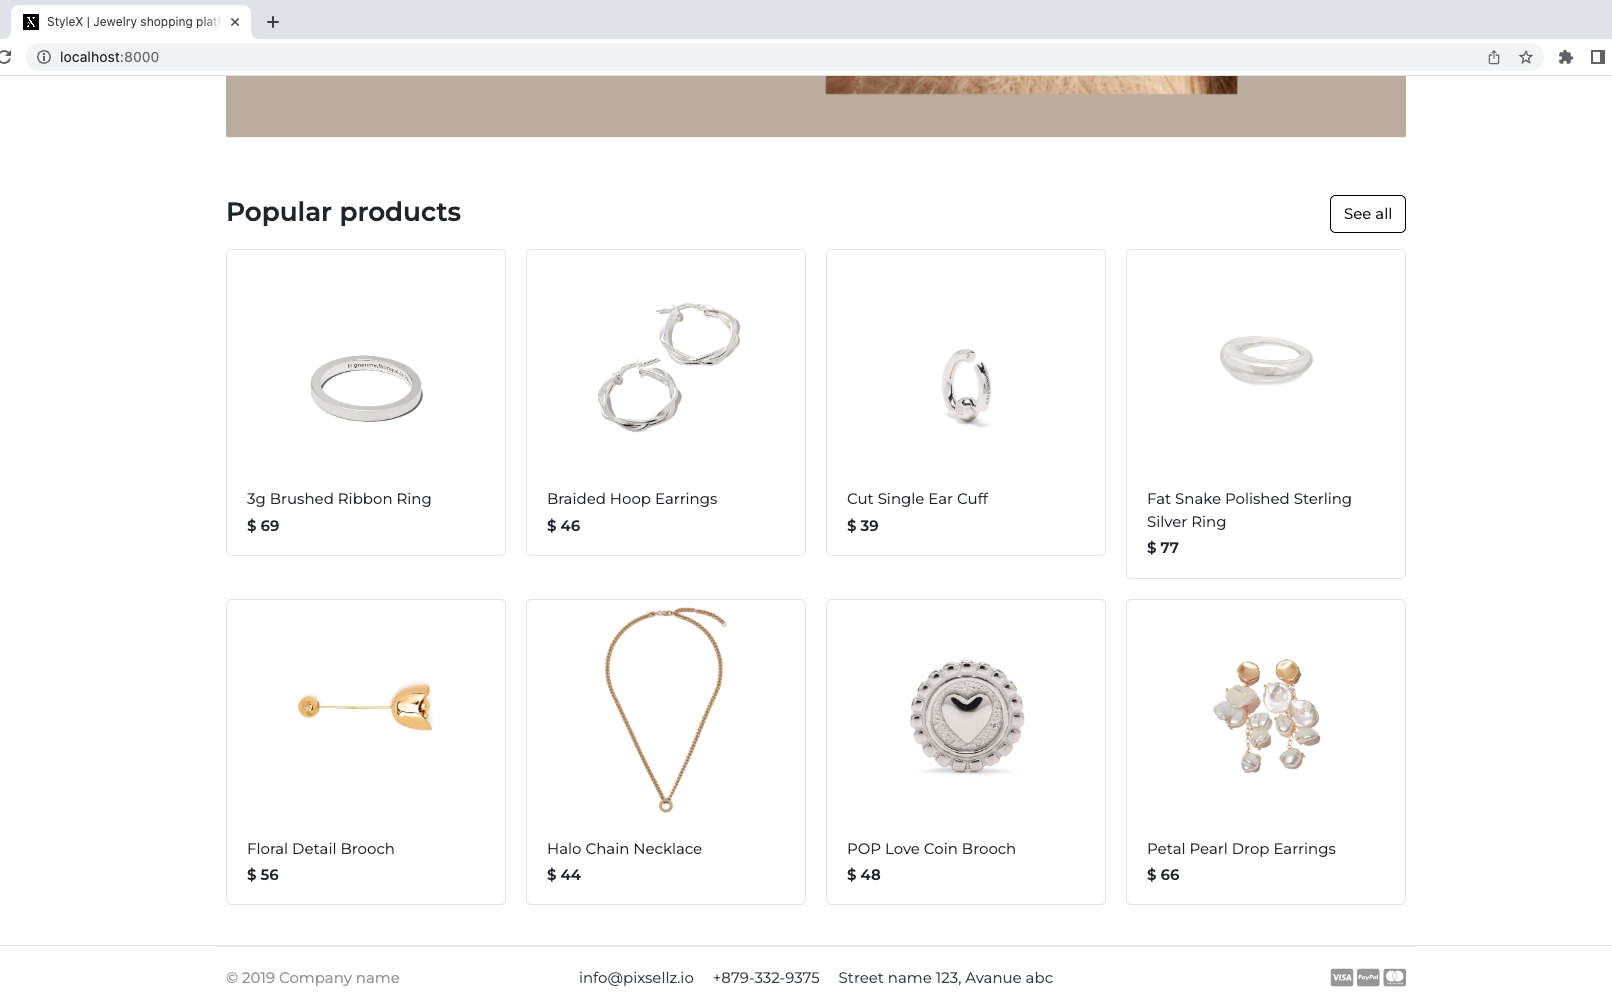 StyleX | Jewelry shopping plat
localhost:8000
Popular products
See all
3g Brushed Ribbon Ring
$ 69
Braided Hoop Earrings
$ 46
Cut Single Ear Cuff
$ 39
Fat Snake Polished Sterling
Silver Ring
$ 77
Floral Detail Brooch
$ 56
Halo Chain Necklace
$ 44
POP Love Coin Brooch
$ 48
Petal Pearl Drop Earrings
$ 66
© 2019 Company name
info@pixsellz.io
+879-332-9375
Street name 123, Avanue abc
VISA
PayPal